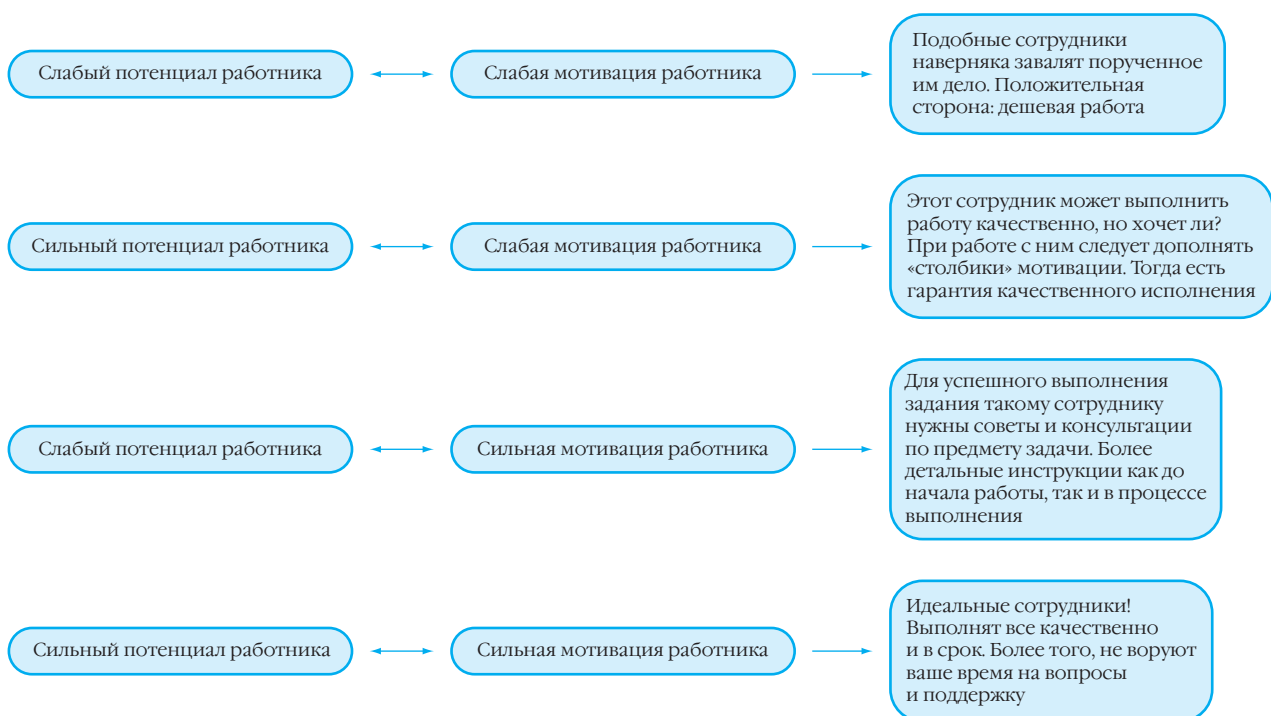 Слабый потенциал работника
Слабая мотивация работника
Подобные сотрудники
наверняка завалят порученное
им дело. Положительная
сторона: дешевая работа
Сильный потенциал работника
Слабая мотивация работника
Этот сотрудник может выполнить
работу качественно, но хочет ли?
При работе с ним следует дополнять
«столбики» мотивации. Тогда есть
гарантия качественного исполнения
Слабый потенциал работника
Сильная мотивация работника
Для успешного выполнения
задания такому сотруднику
нужны советы и консультации
по предмету задачи. Более
детальные инструкции как до
начала работы, так и в процессе
выполнения
Сильный потенциал работника
Сильная мотивация работника
Идеальные сотрудники!
Выполнят все качественно
и в срок. Более того, не воруют
ваше время на вопросы
и поддержку